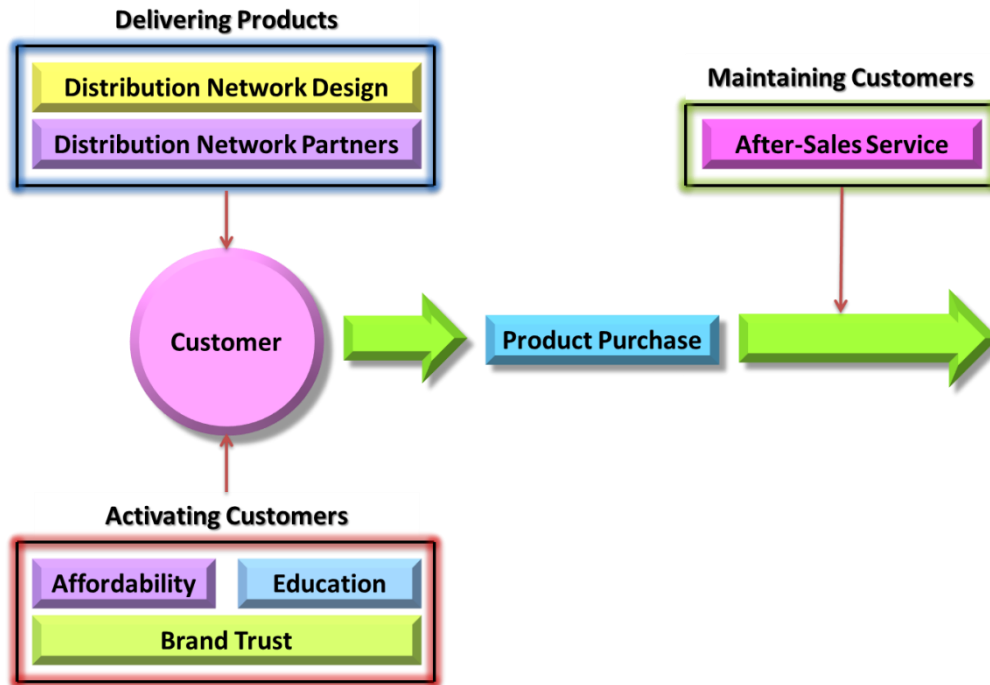 Delivering Products
Distribution Network Design
Distribution Network Partners
Maintaining Customers
After-Sales Service
Customer
Product Purchase
Activating Customers
Affordability
Education
Brand Trust